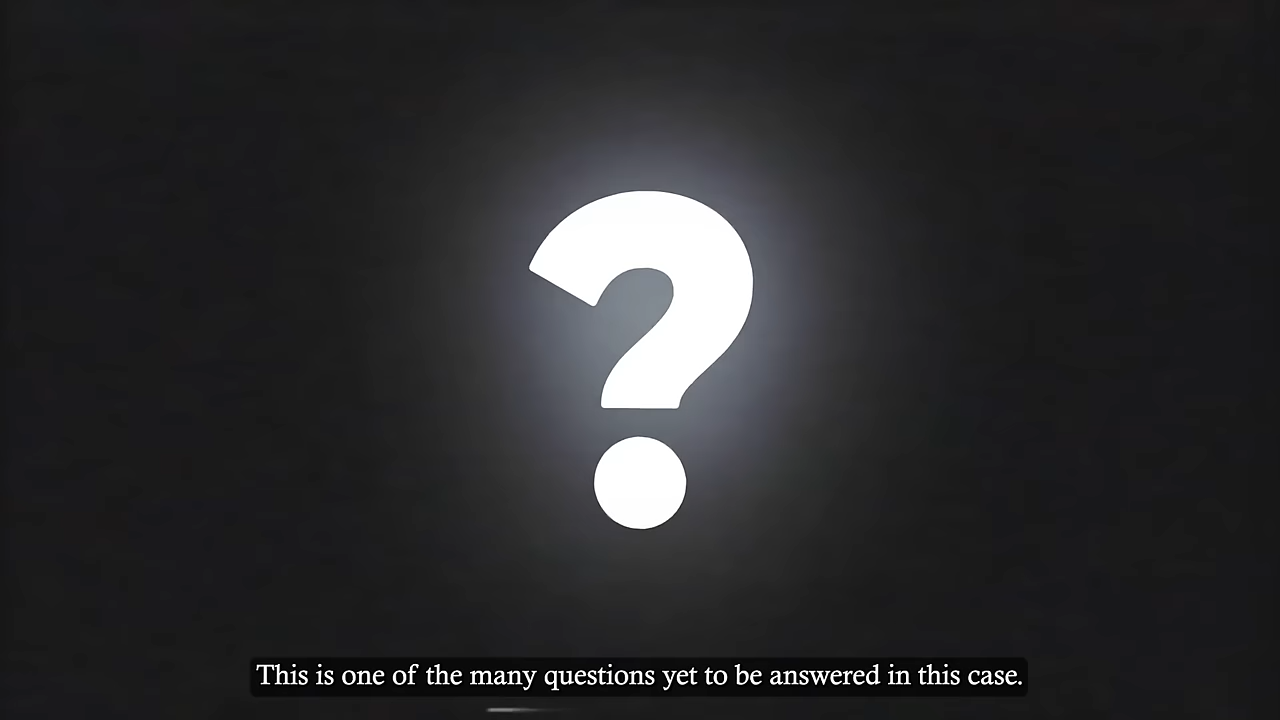 ?
This is one of the many questions yet to be answered in this case.